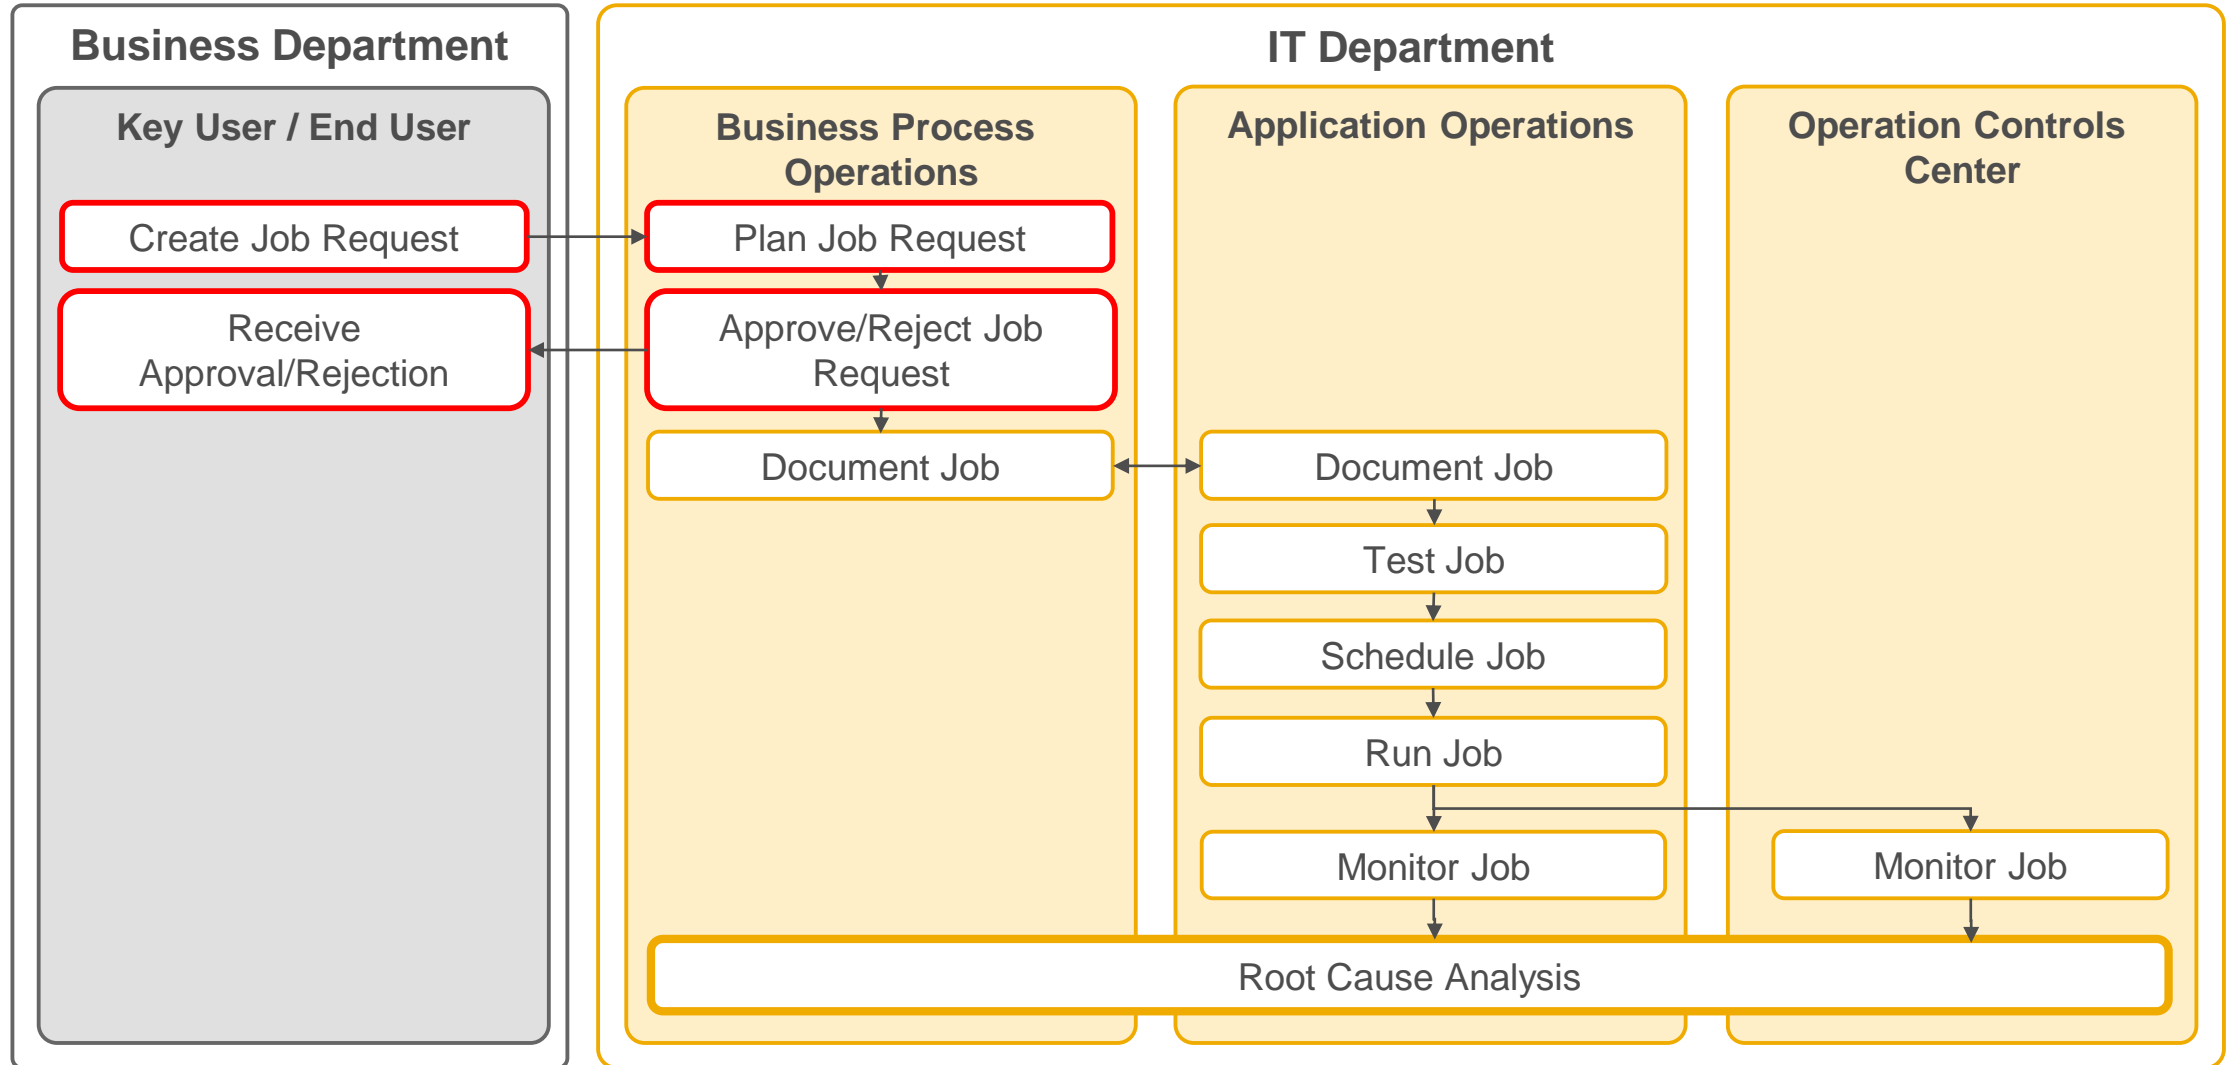 Business Department
IT Department
Key User / End User
Business Process
Operations
Application Operations
Operation Controls
Center
Create Job Request
Plan Job Request
Receive
Approval/Rejection
Approve/Reject Job
Request
Document Job
Document Job
Test Job
Schedule Job
Run Job
Monitor Job
Monitor Job
Root Cause Analysis